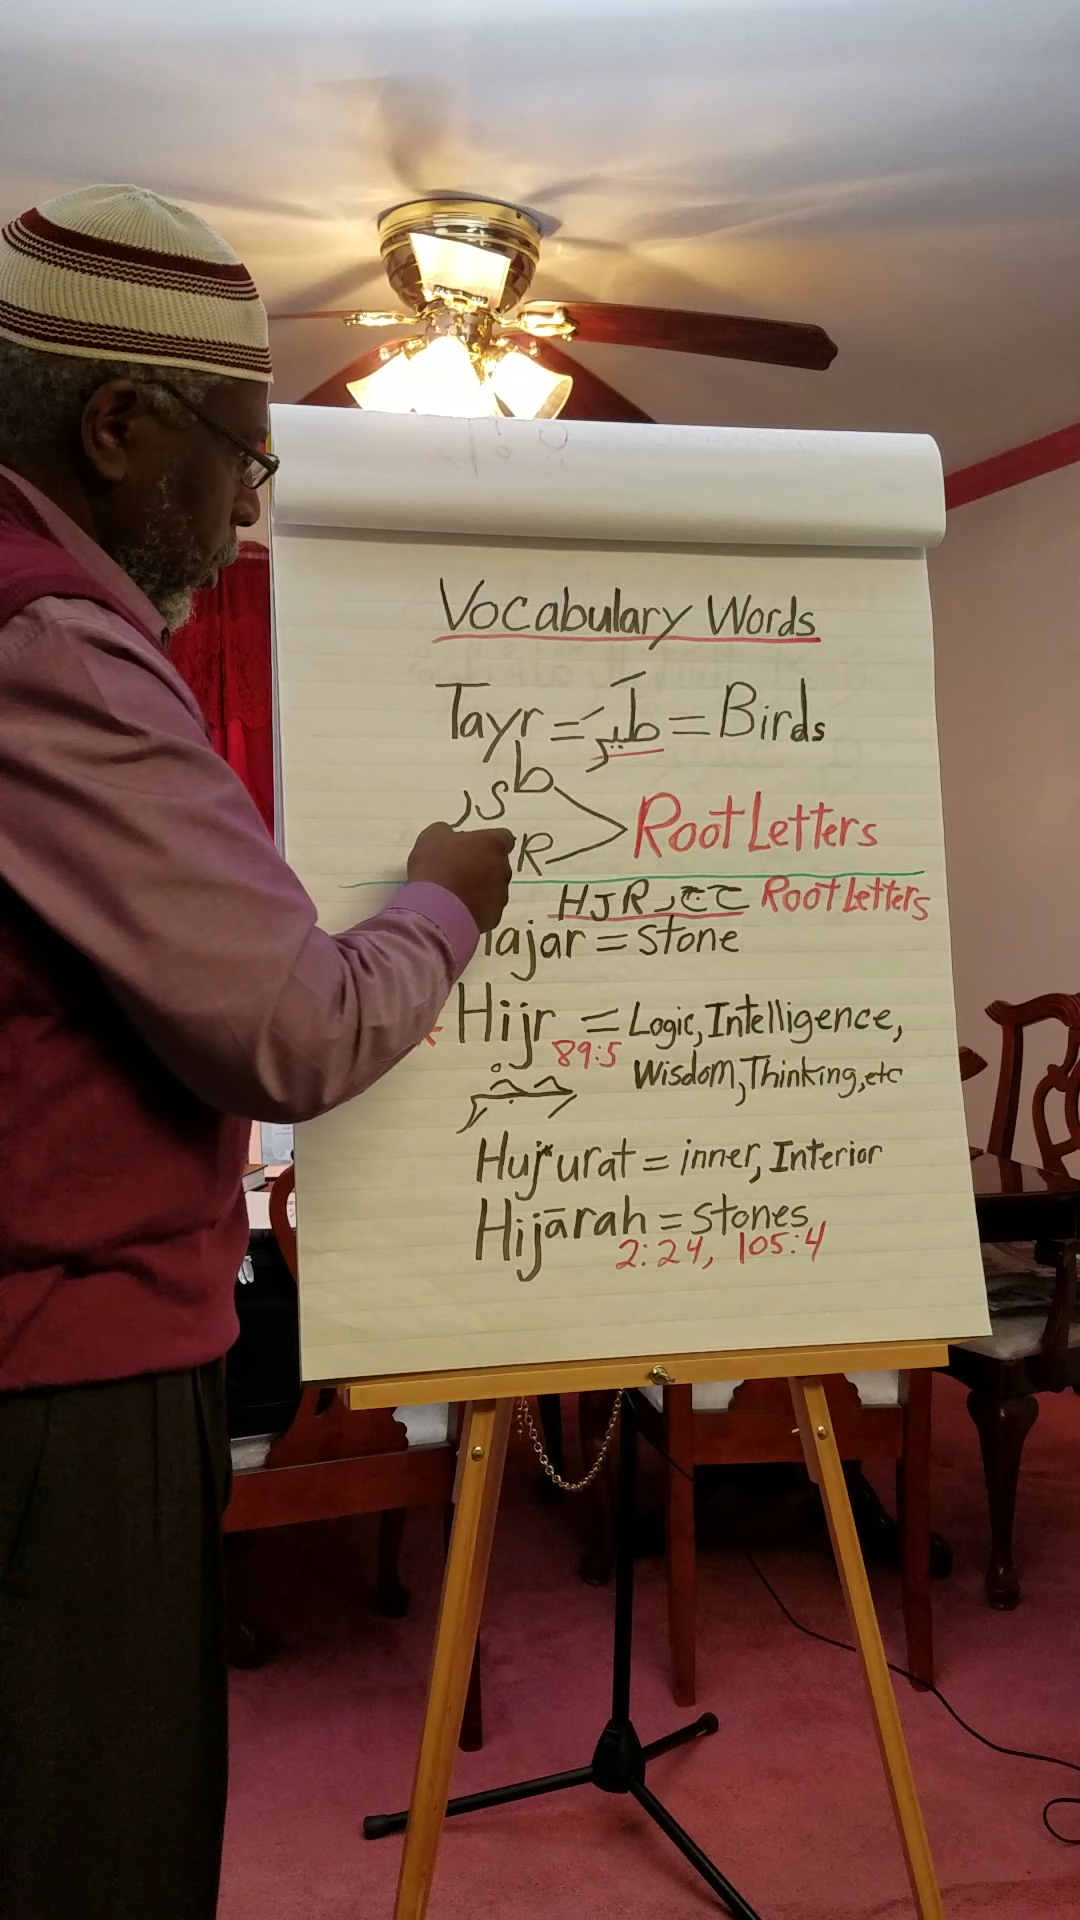 Vocabulary Words
Tayr = طَيرَ = Birds
ط
R
Root Letters
HJR ح ج ر Root Letters
ajar = stone
Hijr = Logic, Intelligence,
89:5
Wisdom, Thinking, etc
Hujurat = inner, Interior
Hijārah = stones
2:24, 105:4